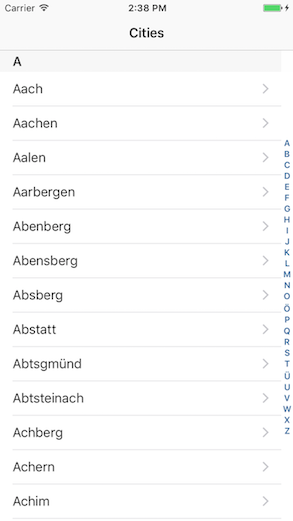 Carrier 2:38 PM
Cities
A
Aach
Aachen
Aalen
Aarbergen
Abenberg
Abensberg
Absberg
Abstatt
Abtsgmünd
Abtsteinach
Achberg
Achern
Achim
A
B
C
D
E
F
G
H
I
J
K
L
M
N
O
Ö
P
Q
R
S
T
Ü
U
V
W
X
Z